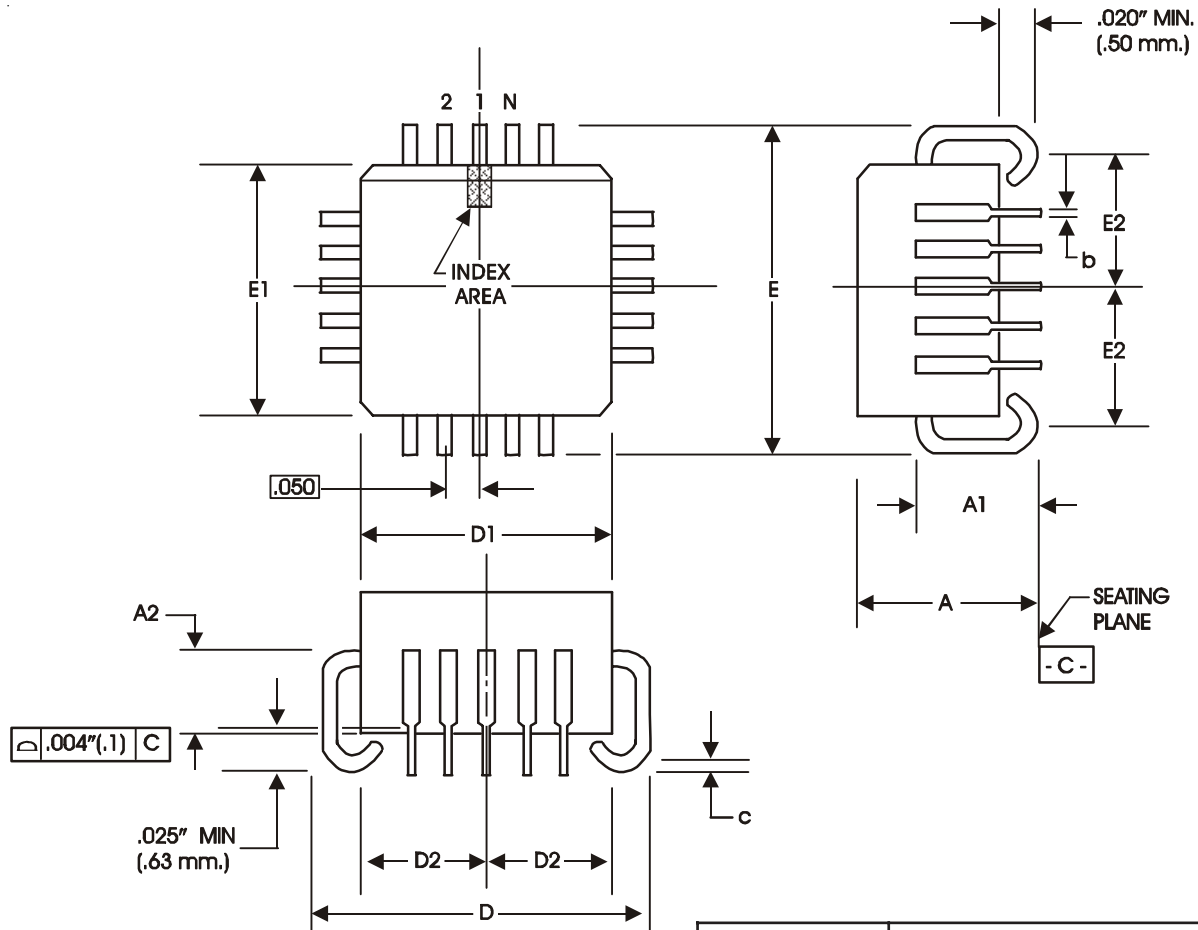 .020" MIN.
(.50 mm.)
2 1 N
E1
INDEX
AREA
E
E2
b
E2
.050
D1
A1
A
SEATING
PLANE
- C -
A2
⌓ .004"(.1) C
.025" MIN
(.63 mm.)
c
D2
D2
D